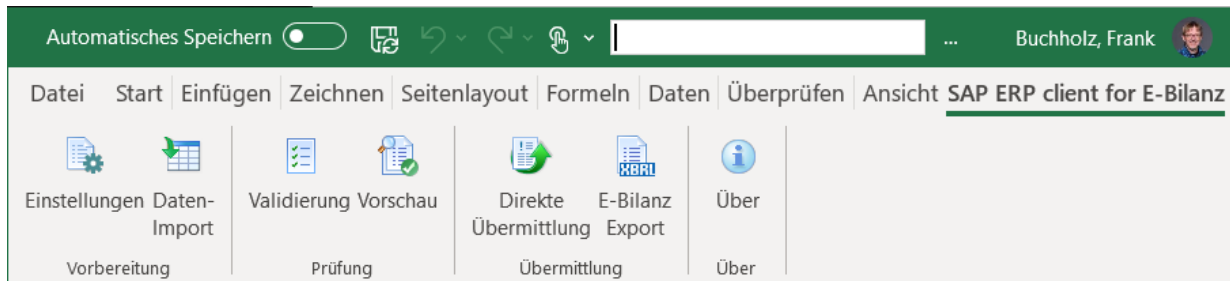 Automatisches Speichern ... Buchholz, Frank
Datei Start Einfügen Zeichnen Seitenlayout Formeln Daten Überprüfen Ansicht SAP ERP client for E-Bilanz
XBRL
Einstellungen Daten- Validierung Vorschau Direkte E-Bilanz Über
Import Übermittlung Export
Vorbereitung Prüfung Übermittlung Über